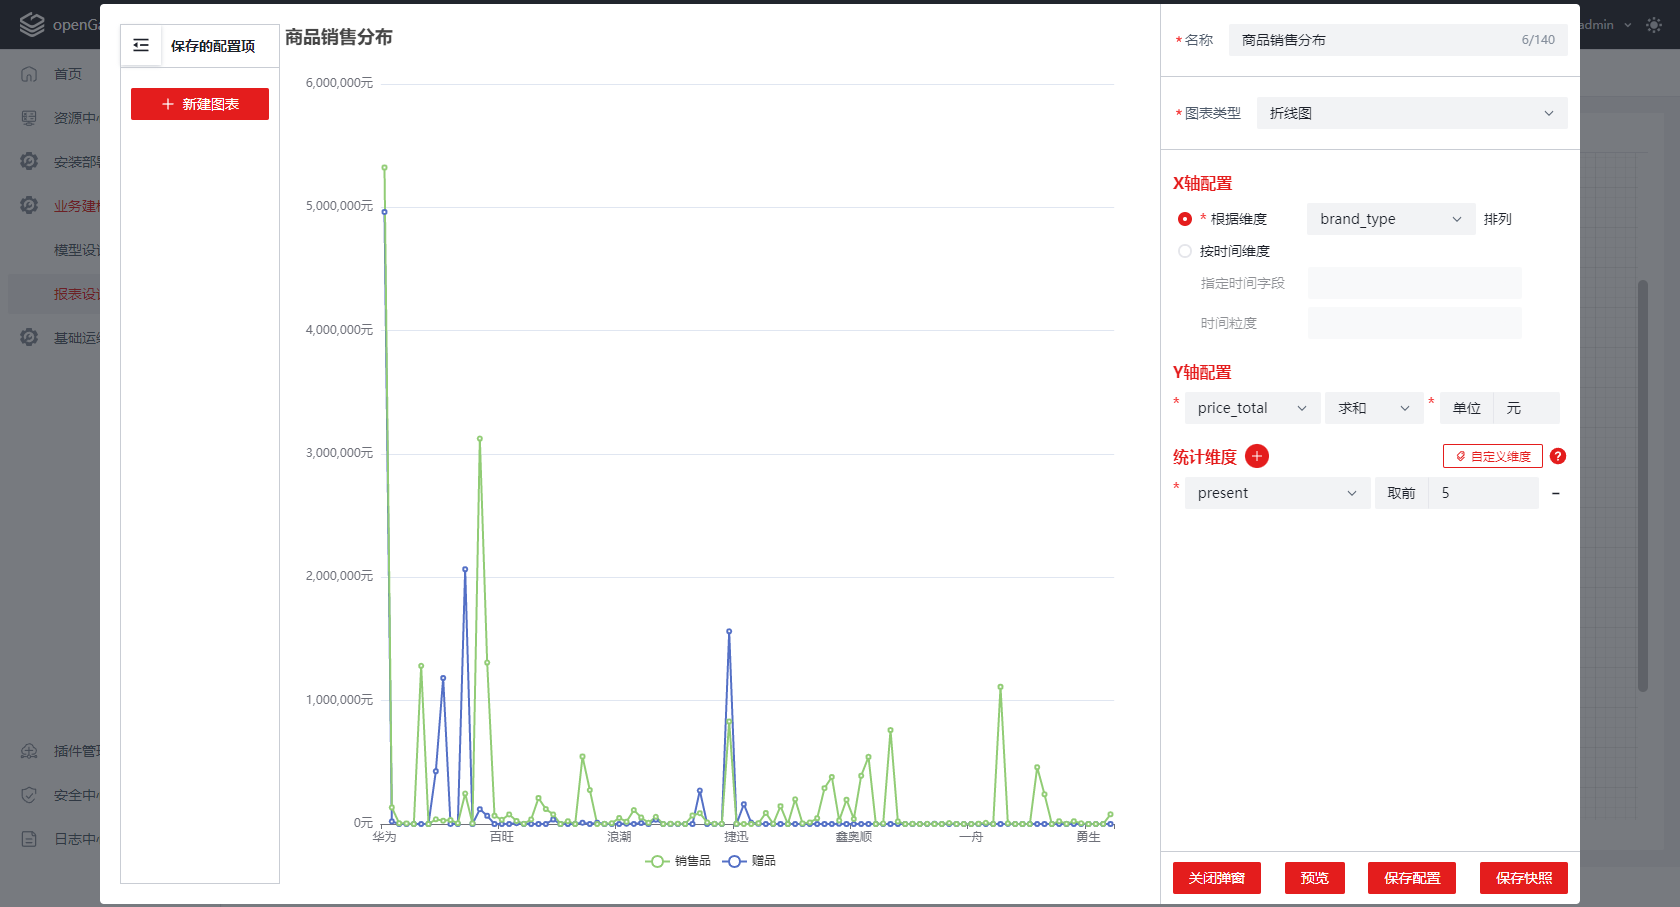 openGa
admin
首页
资源中
安装部
业务建
模型设
报表设
基础运
插件管
安全中
日志中
保存的配置项
新建图表
商品销售分布
6,000,000元
5,000,000元
4,000,000元
3,000,000元
2,000,000元
1,000,000元
0元
华为
百旺
浪潮
捷迅
鑫奥顺
一舟
勇生
销售品
赠品
*名称
商品销售分布
6/140
*图表类型
折线图
X轴配置
* 根据维度
brand_type
排列
按时间维度
指定时间字段
时间粒度
Y轴配置
* price_total 求和 * 单位 元
统计维度 +
自定义维度 ?
* present 取前 5 −
关闭弹窗
预览
保存配置
保存快照